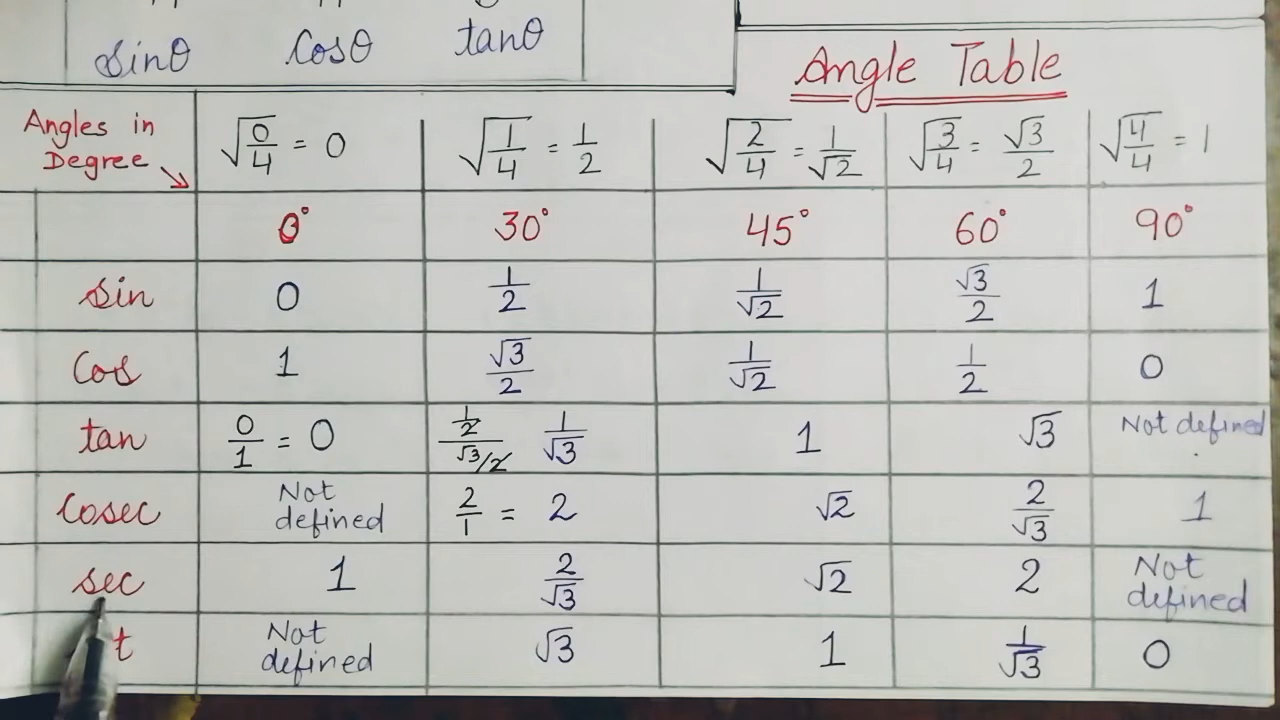 sinθ cosθ tanθ
Angle Table
Angles in Degree ↘ √(0/4) = 0 √(1/4) = 1/2 √(2/4) = 1/√2 √(3/4) = √3/2 √(4/4) = 1
0° 30° 45° 60° 90°
sin 0 1/2 1/√2 √3/2 1
Cos 1 √3/2 1/√2 1/2 0
tan 0/1 = 0 (1/2)/(√3/2) 1/√3 1 √3 Not defined
Cosec Not defined 2/1 = 2 √2 2/√3 1
sec 1 2/√3 √2 2 Not defined
t Not defined √3 1 1/√3 0